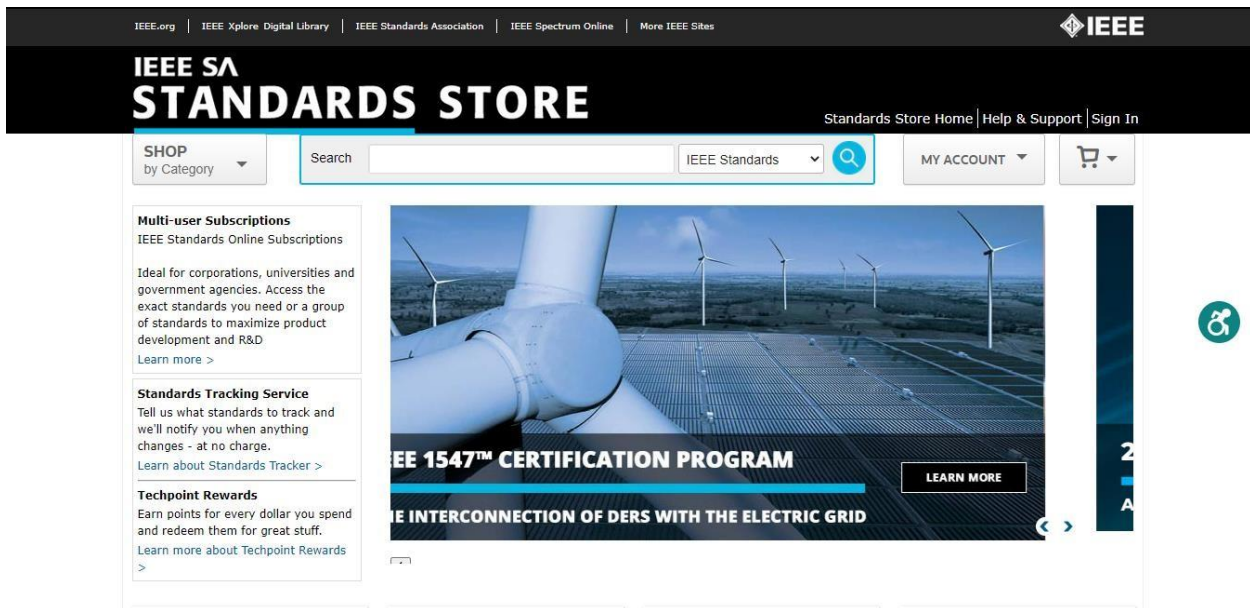 IEEE.org | IEEE Xplore Digital Library | IEEE Standards Association | IEEE Spectrum Online | More IEEE Sites
IEEE
IEEE SA
STANDARDS STORE
Standards Store Home | Help & Support | Sign In
SHOP
by Category
Search
IEEE Standards
MY ACCOUNT
Multi-user Subscriptions
IEEE Standards Online Subscriptions
Ideal for corporations, universities and
government agencies. Access the
exact standards you need or a group
of standards to maximize product
development and R&D
Learn more >
Standards Tracking Service
Tell us what standards to track and
we'll notify you when anything
changes - at no charge.
Learn about Standards Tracker >
Techpoint Rewards
Earn points for every dollar you spend
and redeem them for great stuff.
Learn more about Techpoint Rewards
>
EE 1547™ CERTIFICATION PROGRAM
LEARN MORE
INTERCONNECTION OF DERS WITH THE ELECTRIC GRID
2
A